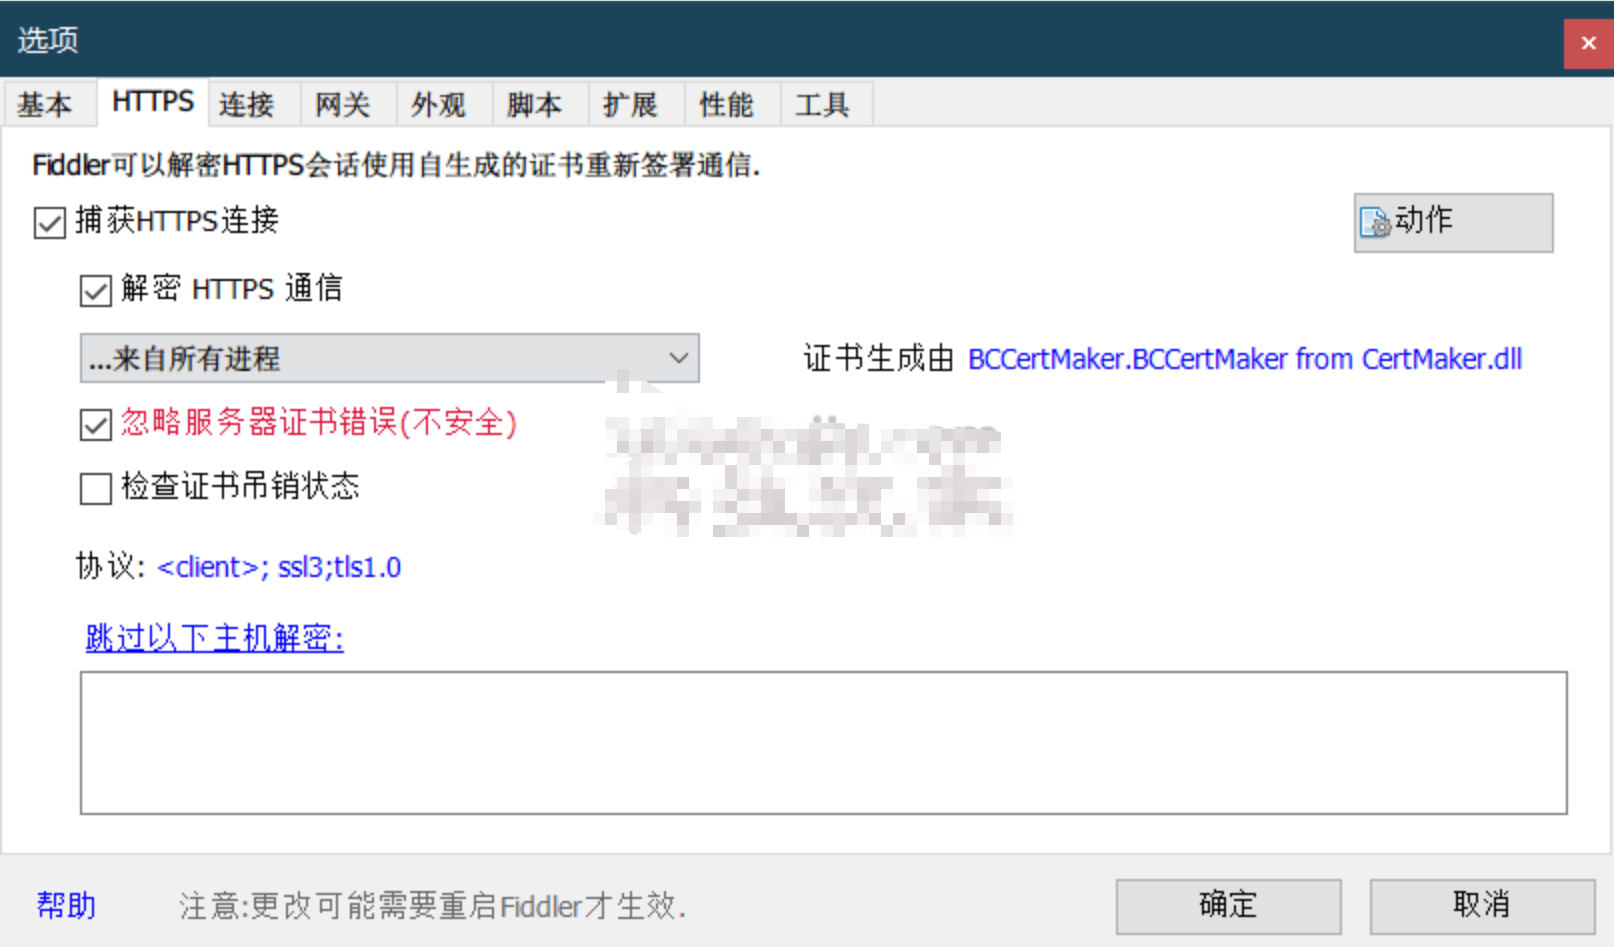 选项
基本 HTTPS 连接 网关 外观 脚本 扩展 性能 工具
Fiddler可以解密HTTPS会话使用自生成的证书重新签署通信.
捕获HTTPS连接
动作
解密 HTTPS 通信
...来自所有进程
证书生成由 BCCertMaker.BCCertMaker from CertMaker.dll
忽略服务器证书错误(不安全)
检查证书吊销状态
协议: <client>; ssl3;tls1.0
跳过以下主机解密:
帮助 注意:更改可能需要重启Fiddler才生效. 确定 取消